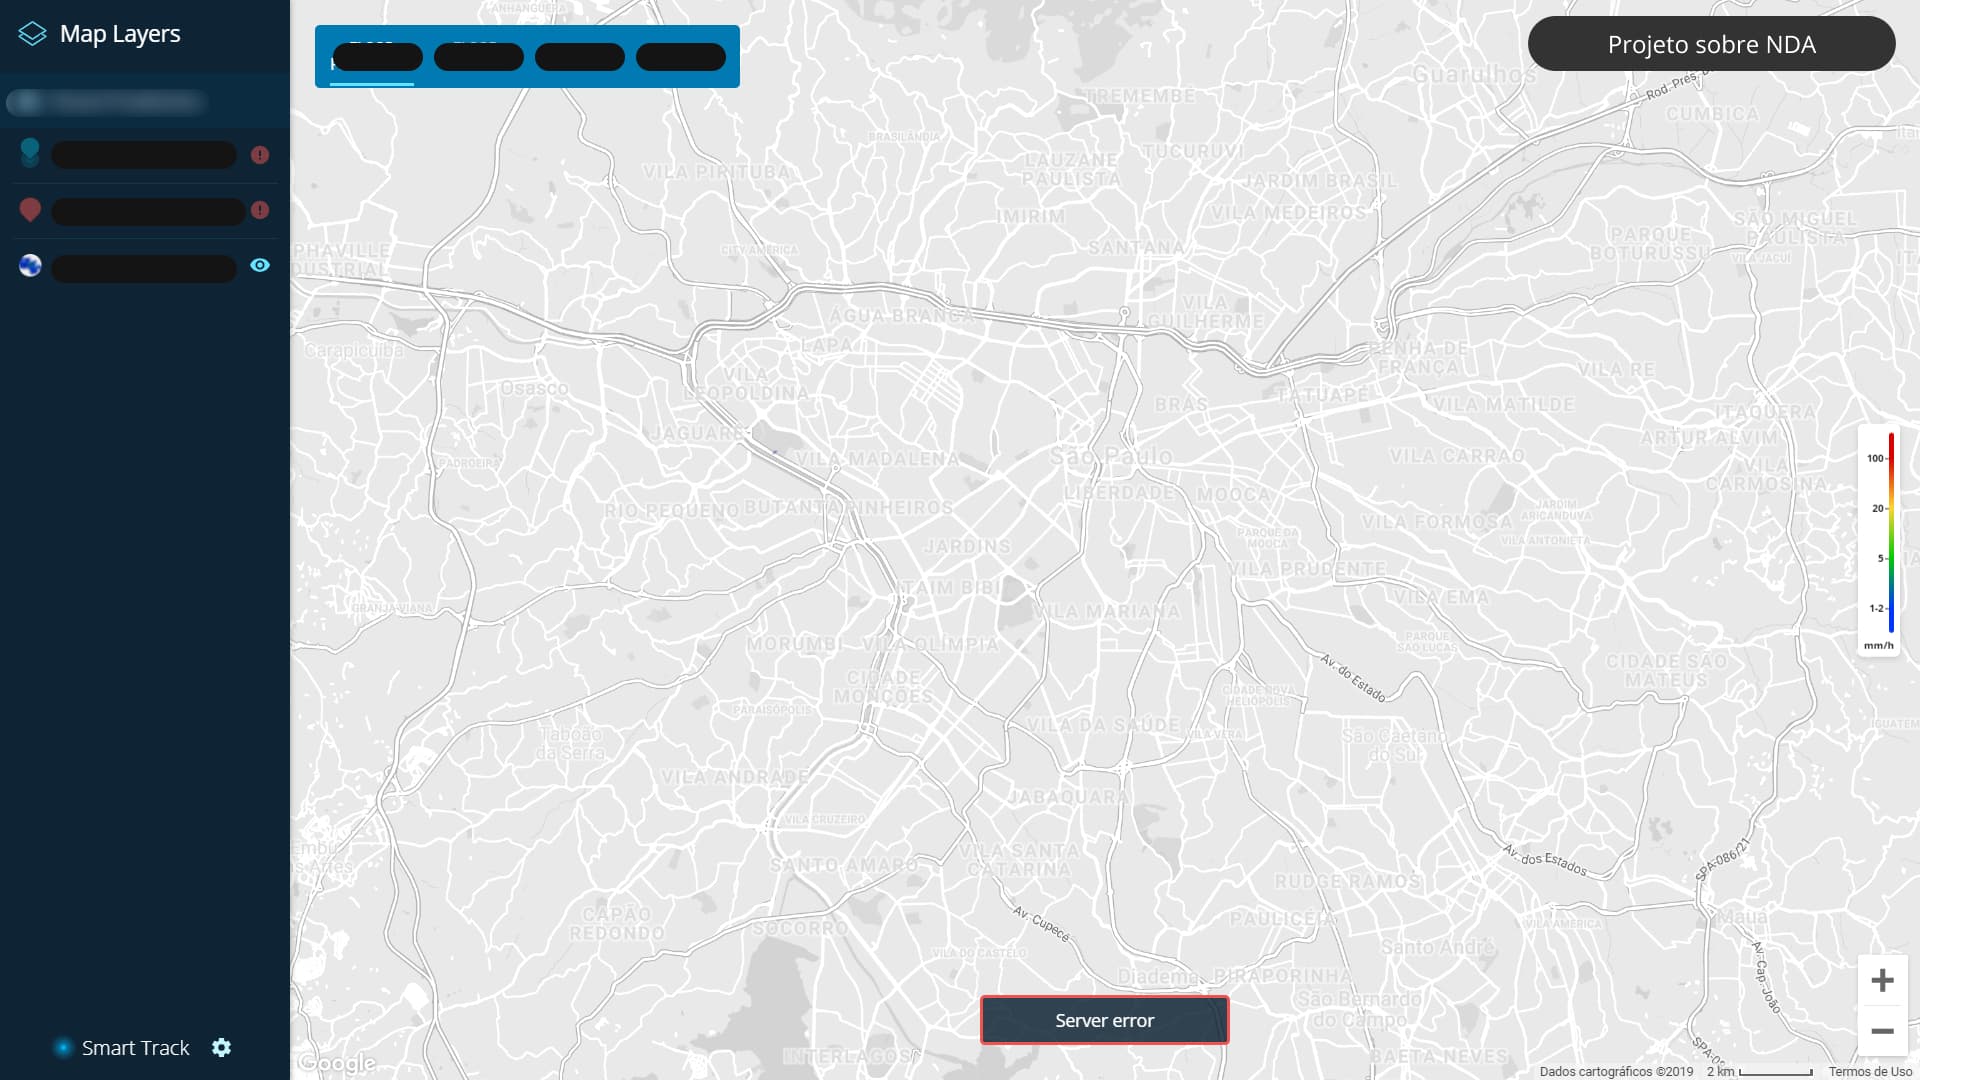 Map Layers
Projeto sobre NDA
ANHANGUERA
Guarulhos
Rod. Pres.
TREMEMBÉ
CUMBICA
BRASILÂNDIA
TUCURUVI
LAUZANE
PAULISTA
VILA PIRITUBA
JARDIM BRASIL
VILA MEDEIROS
IMIRIM
SÃO MIGUEL
PAULISTA
PARQUE
BOTURUSSU
VILA JACUÍ
SANTANA
CITY AMÉRICA
PHAVILLE
DUSTRIAL
VILA
GUILHERME
ÁGUA BRANCA
LAPA
Carapicuíba
PENHA DE
FRANÇA
VILA RÉ
VILA
LEOPOLDINA
Osasco
TATUAPÉ
BRÁS
VILA MATILDE
ITAQUERA
JAGUARÉ
ARTUR ALVIM
PADROEIRA
VILA MADALENA
São Paulo
VILA CARRÃO
VILA
CARMOSINA
100
LIBERDADE
MOOCA
RIO PEQUENO
BUTANTÃ
PINHEIROS
20
JARDIM
ARICANDUVA
VILA FORMOSA
PARQUE DA
MOOCA
VILA ANTONIETA
JARDINS
5
VILA PRUDENTE
ITAIM BIBI
VILA EMA
GRANJA VIANA
VILA MARIANA
1-2
mm/h
MORUMBI
VILA OLÍMPIA
PARQUE
SÃO LUCAS
Av. do Estado
CIDADE SÃO
MATEUS
CIDADE
MONÇÕES
CIDADE NOVA
HELIÓPOLIS
PARAISÓPOLIS
VILA DA SAÚDE
VILA VERA
IGUATEM
Taboão
da Serra
São Caetano
do Sul
VILA ANDRADE
JABAQUARA
VILA CRUZEIRO
Embu
as Artes
SANTO AMARO
VILA SANTA
CATARINA
Av. dos Estados
SPA-086/21
RUDGE RAMOS
CAPÃO
REDONDO
SOCORRO
Av. Cupecê
PAULICÉIA
VILA AMÉRICA
Mauá
VILA DO CASTELO
Santo André
Av. Cap. João
Diadema
PIRAPORINHA
São Bernardo
do Campo
Server error
Smart Track
INTERLAGOS
BAETA NEVES
Google
Dados cartográficos ©2019
2 km
Termos de Uso